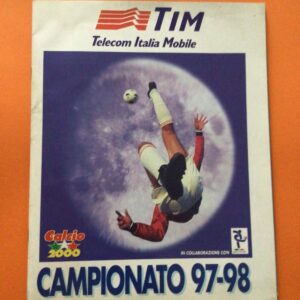 TIM
Telecom Italia Mobile
Calcio
2000
IN COLLABORAZIONE CON
CAMPIONATO 97-98